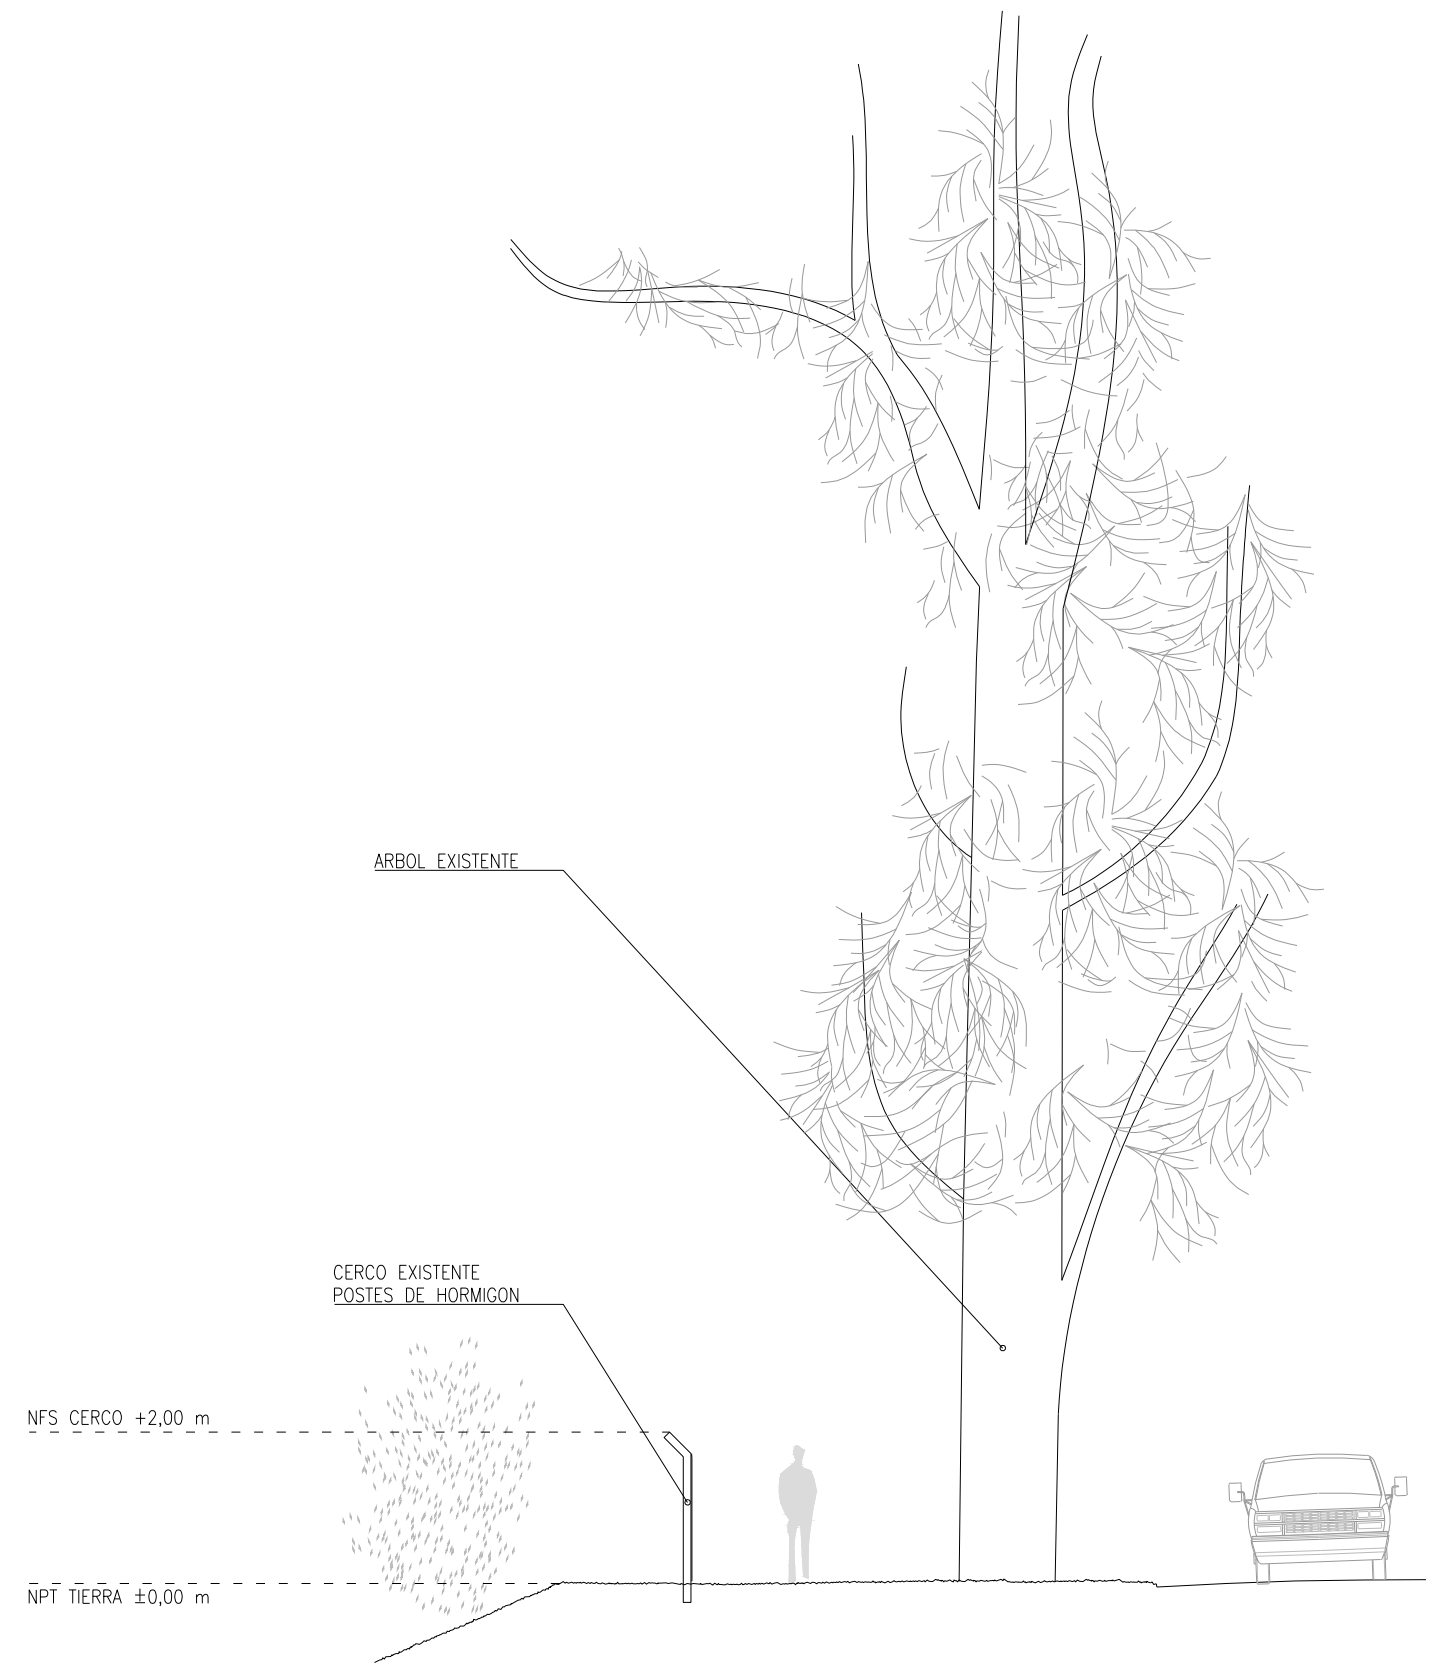 ARBOL EXISTENTE
CERCO EXISTENTE
POSTES DE HORMIGON
NFS CERCO +2,00 m
NPT TIERRA ±0,00 m